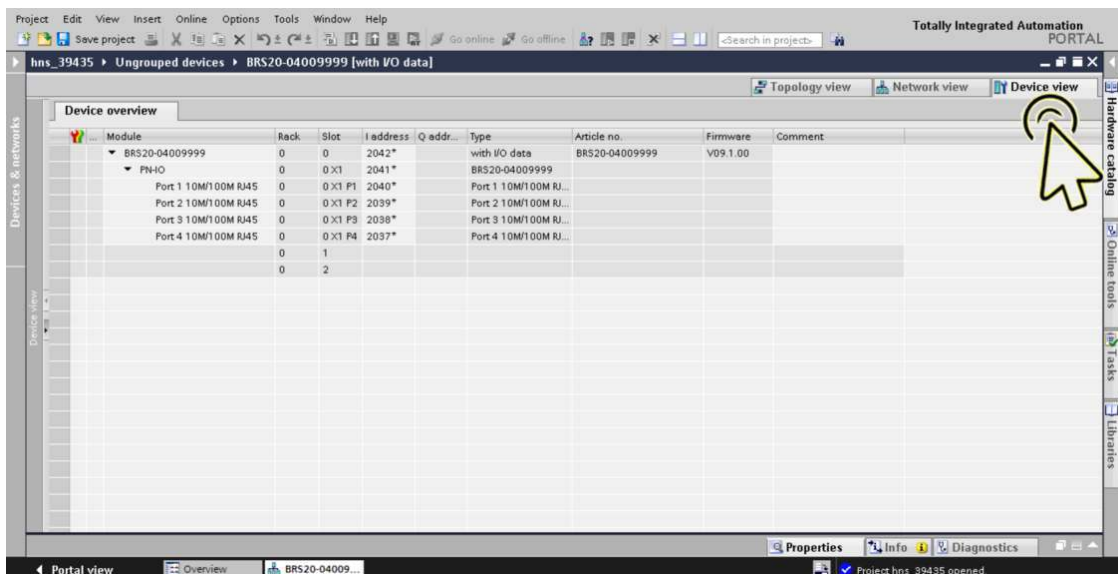 Project Edit View Insert Online Options Tools Window Help
Totally Integrated Automation
PORTAL
Save project Go online Go offline <Search in project>
hns_39435 ▸ Ungrouped devices ▸ BRS20-04009999 [with I/O data]
Topology view Network view Device view
Device overview
... Module Rack Slot I address Q addr... Type Article no. Firmware Comment
BRS20-04009999 0 0 2042* with I/O data BRS20-04009999 V09.1.00
PN-IO 0 0 X1 2041* BRS20-04009999
Port 1 10M/100M RJ45 0 0 X1 P1 2040* Port 1 10M/100M RJ...
Port 2 10M/100M RJ45 0 0 X1 P2 2039* Port 2 10M/100M RJ...
Port 3 10M/100M RJ45 0 0 X1 P3 2038* Port 3 10M/100M RJ...
Port 4 10M/100M RJ45 0 0 X1 P4 2037* Port 4 10M/100M RJ...
0 1
0 2
Devices & networks
Device view
Hardware catalog
Online tools
Tasks
Libraries
Properties Info Diagnostics
Portal view Overview BRS20-04009... Project hns_39435 opened.